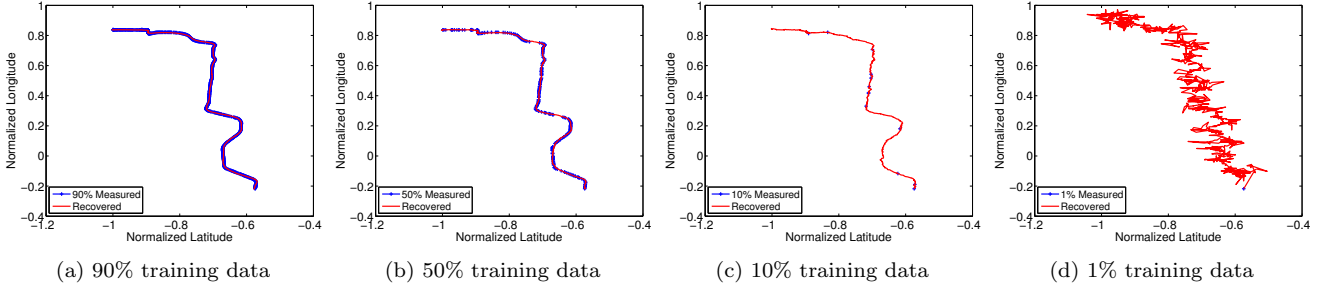 1
0.8
0.6
0.4
0.2
0
−0.2
−0.4
−1.2
−1
−0.8
−0.6
−0.4
Normalized Longitude
Normalized Latitude
90% Measured
Recovered
(a) 90% training data
1
0.8
0.6
0.4
0.2
0
−0.2
−0.4
−1.2
−1
−0.8
−0.6
−0.4
Normalized Longitude
Normalized Latitude
50% Measured
Recovered
(b) 50% training data
1
0.8
0.6
0.4
0.2
0
−0.2
−0.4
−1.2
−1
−0.8
−0.6
−0.4
Normalized Longitude
Normalized Latitude
10% Measured
Recovered
(c) 10% training data
1
0.8
0.6
0.4
0.2
0
−0.2
−0.4
−1.2
−1
−0.8
−0.6
−0.4
Normalized Longitude
Normalized Latitude
1% Measured
Recovered
(d) 1% training data